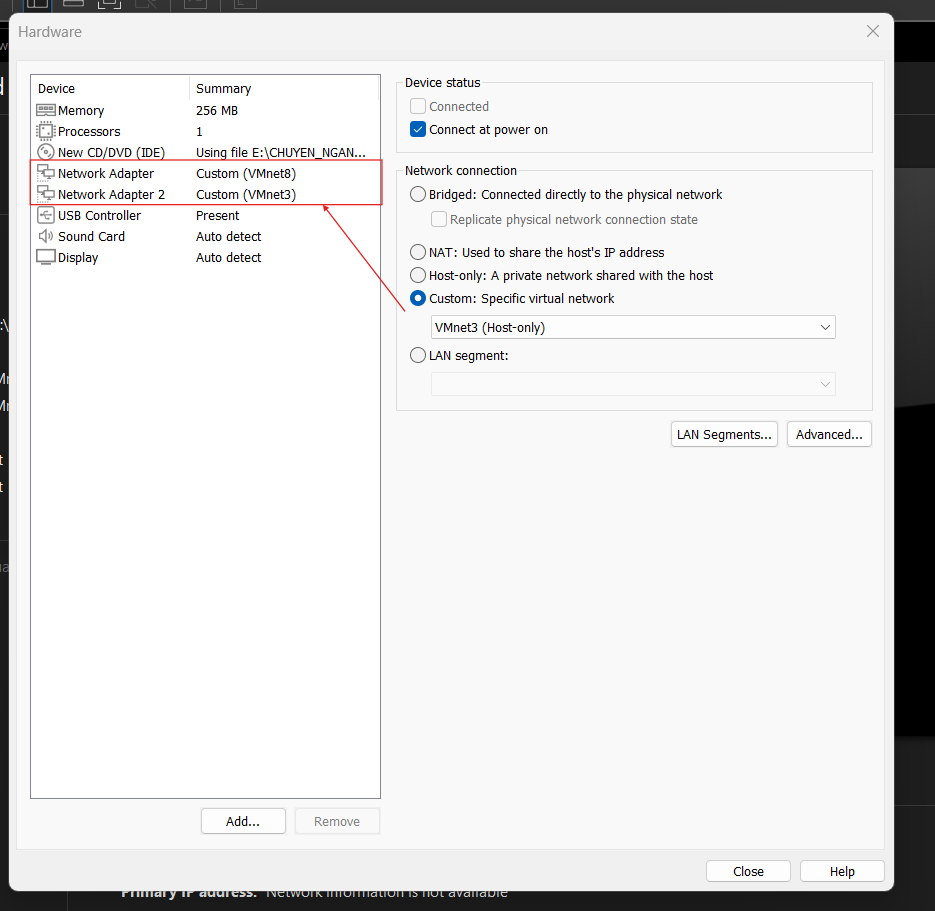 Hardware
Device Summary
Memory 256 MB
Processors 1
New CD/DVD (IDE) Using file E:\CHUYEN_NGAN...
Network Adapter Custom (VMnet8)
Network Adapter 2 Custom (VMnet3)
USB Controller Present
Sound Card Auto detect
Display Auto detect
Add...
Remove
Device status
Connected
Connect at power on
Network connection
Bridged: Connected directly to the physical network
Replicate physical network connection state
NAT: Used to share the host's IP address
Host-only: A private network shared with the host
Custom: Specific virtual network
VMnet3 (Host-only)
LAN segment:
LAN Segments...
Advanced...
Close
Help
Primary IP address: Network information is not available